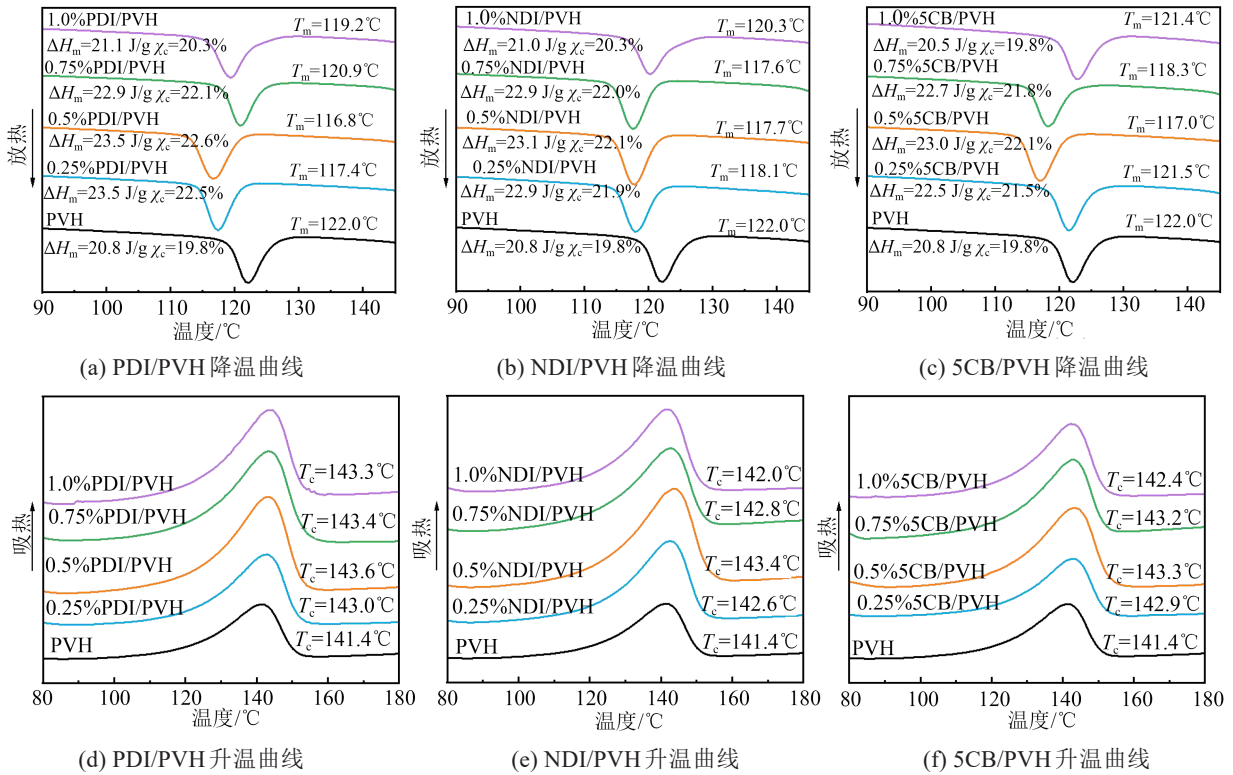 1.0%PDI/PVH
Tm=119.2℃
ΔHm=21.1 J/g χc=20.3%
0.75%PDI/PVH
Tm=120.9℃
ΔHm=22.9 J/g χc=22.1%
0.5%PDI/PVH
Tm=116.8℃
ΔHm=23.5 J/g χc=22.6%
0.25%PDI/PVH
Tm=117.4℃
ΔHm=23.5 J/g χc=22.5%
PVH
Tm=122.0℃
ΔHm=20.8 J/g χc=19.8%
放热
90 100 110 120 130 140
温度/℃
(a) PDI/PVH 降温曲线
1.0%NDI/PVH
Tm=120.3℃
ΔHm=21.0 J/g χc=20.3%
0.75%NDI/PVH
Tm=117.6℃
ΔHm=22.9 J/g χc=22.0%
0.5%NDI/PVH
Tm=117.7℃
ΔHm=23.1 J/g χc=22.1%
0.25%NDI/PVH
Tm=118.1℃
ΔHm=22.9 J/g χc=21.9%
PVH
Tm=122.0℃
ΔHm=20.8 J/g χc=19.8%
放热
90 100 110 120 130 140
温度/℃
(b) NDI/PVH 降温曲线
1.0%5CB/PVH
Tm=121.4℃
ΔHm=20.5 J/g χc=19.8%
0.75%5CB/PVH
Tm=118.3℃
ΔHm=22.7 J/g χc=21.8%
0.5%5CB/PVH
Tm=117.0℃
ΔHm=23.0 J/g χc=22.1%
0.25%5CB/PVH
Tm=121.5℃
ΔHm=22.5 J/g χc=21.5%
PVH
Tm=122.0℃
ΔHm=20.8 J/g χc=19.8%
放热
90 100 110 120 130 140
温度/℃
(c) 5CB/PVH 降温曲线
1.0%PDI/PVH
Tc=143.3℃
0.75%PDI/PVH
Tc=143.4℃
0.5%PDI/PVH
Tc=143.6℃
0.25%PDI/PVH
Tc=143.0℃
PVH
Tc=141.4℃
吸热
80 100 120 140 160 180
温度/℃
(d) PDI/PVH 升温曲线
1.0%NDI/PVH
Tc=142.0℃
0.75%NDI/PVH
Tc=142.8℃
0.5%NDI/PVH
Tc=143.4℃
0.25%NDI/PVH
Tc=142.6℃
PVH
Tc=141.4℃
吸热
80 100 120 140 160 180
温度/℃
(e) NDI/PVH 升温曲线
1.0%5CB/PVH
Tc=142.4℃
0.75%5CB/PVH
Tc=143.2℃
0.5%5CB/PVH
Tc=143.3℃
0.25%5CB/PVH
Tc=142.9℃
PVH
Tc=141.4℃
吸热
80 100 120 140 160 180
温度/℃
(f) 5CB/PVH 升温曲线